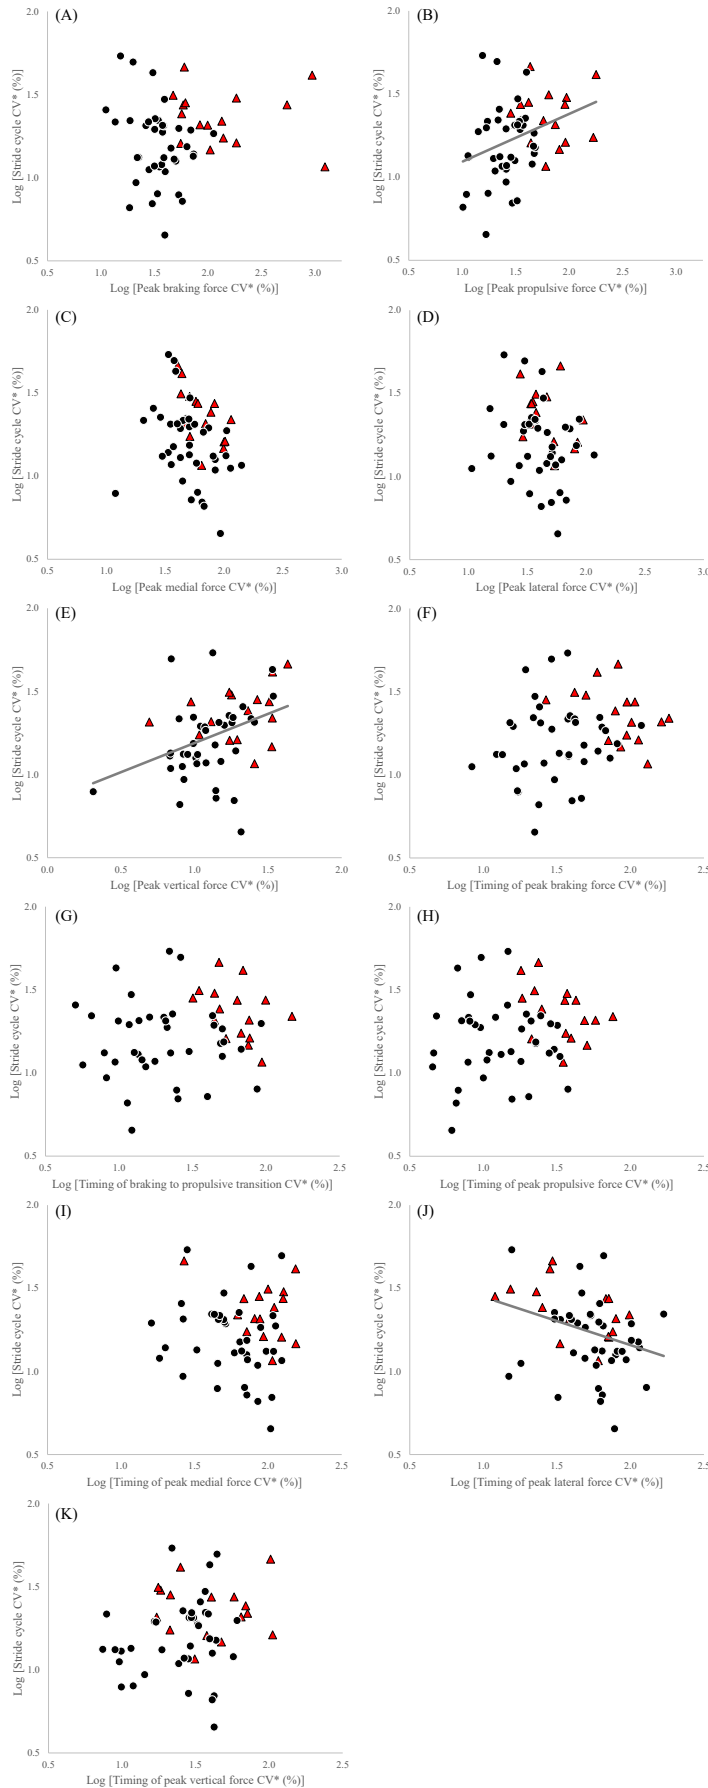 (A)
2.0
1.5
1.0
0.5
Log [Stride cycle CV* (%)]
0.5 1.0 1.5 2.0 2.5 3.0
Log [Peak braking force CV* (%)]
(B)
2.0
1.5
1.0
0.5
Log [Stride cycle CV* (%)]
0.5 1.0 1.5 2.0 2.5 3.0
Log [Peak propulsive force CV* (%)]
(C)
2.0
1.5
1.0
0.5
Log [Stride cycle CV* (%)]
0.5 1.0 1.5 2.0 2.5 3.0
Log [Peak medial force CV* (%)]
(D)
2.0
1.5
1.0
0.5
Log [Stride cycle CV* (%)]
0.5 1.0 1.5 2.0 2.5 3.0
Log [Peak lateral force CV* (%)]
(E)
2.0
1.5
1.0
0.5
Log [Stride cycle CV* (%)]
0.0 0.5 1.0 1.5 2.0
Log [Peak vertical force CV* (%)]
(F)
2.0
1.5
1.0
0.5
Log [Stride cycle CV* (%)]
0.5 1.0 1.5 2.0 2.5
Log [Timing of peak braking force CV* (%)]
(G)
2.0
1.5
1.0
0.5
Log [Stride cycle CV* (%)]
0.5 1.0 1.5 2.0 2.5
Log [Timing of braking to propulsive transition CV* (%)]
(H)
2.0
1.5
1.0
0.5
Log [Stride cycle CV* (%)]
0.5 1.0 1.5 2.0 2.5
Log [Timing of peak propulsive force CV* (%)]
(I)
2.0
1.5
1.0
0.5
Log [Stride cycle CV* (%)]
0.5 1.0 1.5 2.0 2.5
Log [Timing of peak medial force CV* (%)]
(J)
2.0
1.5
1.0
0.5
Log [Stride cycle CV* (%)]
0.5 1.0 1.5 2.0 2.5
Log [Timing of peak lateral force CV* (%)]
(K)
2.0
1.5
1.0
0.5
Log [Stride cycle CV* (%)]
0.5 1.0 1.5 2.0 2.5
Log [Timing of peak vertical force CV* (%)]